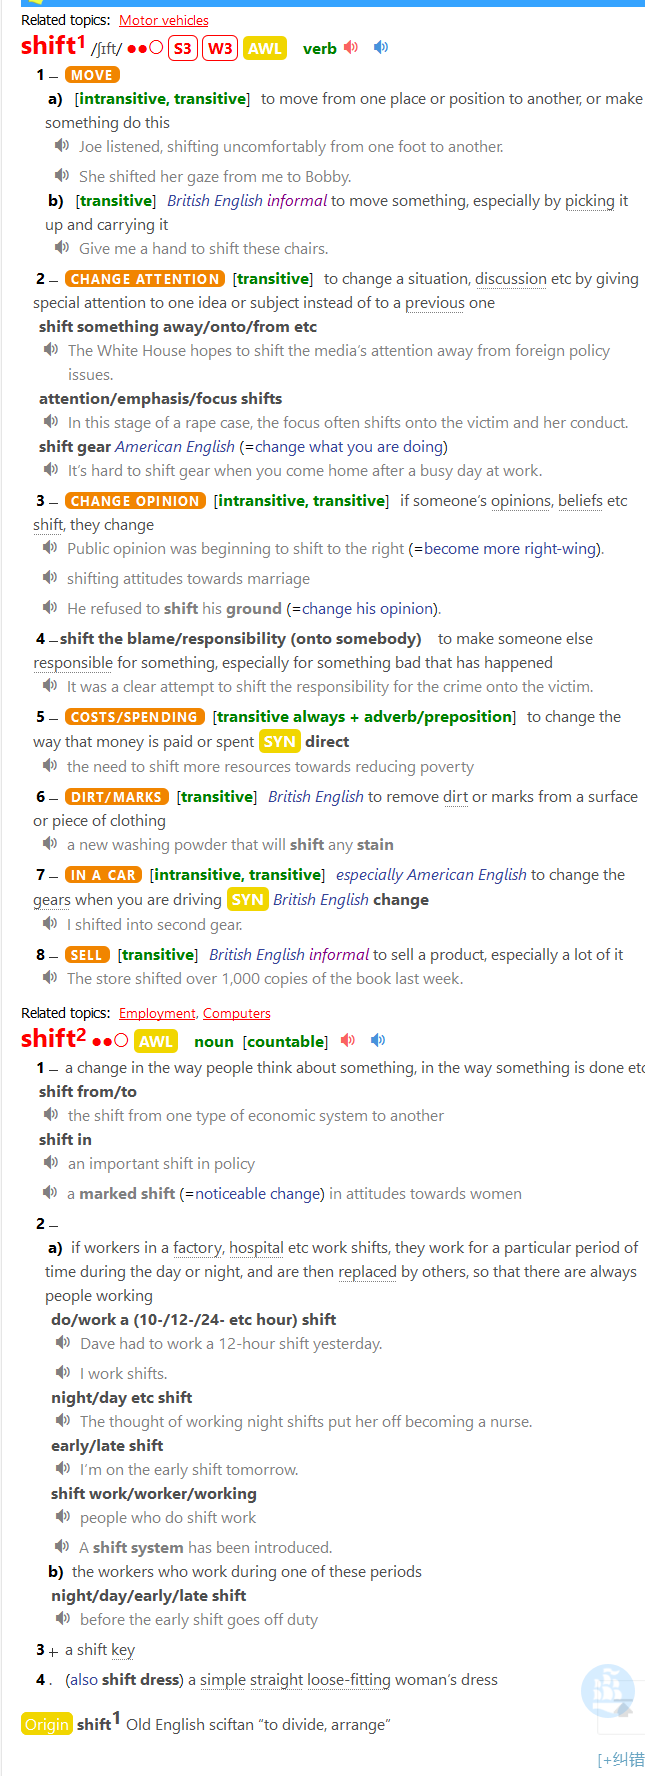 Related topics: Motor vehicles
shift1 /ʃɪft/ ●●○ S3 W3 AWL verb
1 – MOVE
a) [intransitive, transitive] to move from one place or position to another, or make
something do this
Joe listened, shifting uncomfortably from one foot to another.
She shifted her gaze from me to Bobby.
b) [transitive] British English informal to move something, especially by picking it
up and carrying it
Give me a hand to shift these chairs.
2 – CHANGE ATTENTION [transitive] to change a situation, discussion etc by giving
special attention to one idea or subject instead of to a previous one
shift something away/onto/from etc
The White House hopes to shift the media’s attention away from foreign policy
issues.
attention/emphasis/focus shifts
In this stage of a rape case, the focus often shifts onto the victim and her conduct.
shift gear American English (=change what you are doing)
It’s hard to shift gear when you come home after a busy day at work.
3 – CHANGE OPINION [intransitive, transitive] if someone’s opinions, beliefs etc
shift, they change
Public opinion was beginning to shift to the right (=become more right-wing).
shifting attitudes towards marriage
He refused to shift his ground (=change his opinion).
4 – shift the blame/responsibility (onto somebody) to make someone else
responsible for something, especially for something bad that has happened
It was a clear attempt to shift the responsibility for the crime onto the victim.
5 – COSTS/SPENDING [transitive always + adverb/preposition] to change the
way that money is paid or spent SYN direct
the need to shift more resources towards reducing poverty
6 – DIRT/MARKS [transitive] British English to remove dirt or marks from a surface
or piece of clothing
a new washing powder that will shift any stain
7 – IN A CAR [intransitive, transitive] especially American English to change the
gears when you are driving SYN British English change
I shifted into second gear.
8 – SELL [transitive] British English informal to sell a product, especially a lot of it
The store shifted over 1,000 copies of the book last week.
Related topics: Employment, Computers
shift2 ●●○ AWL noun [countable]
1 – a change in the way people think about something, in the way something is done etc
shift from/to
the shift from one type of economic system to another
shift in
an important shift in policy
a marked shift (=noticeable change) in attitudes towards women
2 –
a) if workers in a factory, hospital etc work shifts, they work for a particular period of
time during the day or night, and are then replaced by others, so that there are always
people working
do/work a (10-/12-/24- etc hour) shift
Dave had to work a 12-hour shift yesterday.
I work shifts.
night/day etc shift
The thought of working night shifts put her off becoming a nurse.
early/late shift
I’m on the early shift tomorrow.
shift work/worker/working
people who do shift work
A shift system has been introduced.
b) the workers who work during one of these periods
night/day/early/late shift
before the early shift goes off duty
3 + a shift key
4 . (also shift dress) a simple straight loose-fitting woman’s dress
Origin shift1 Old English sciftan “to divide, arrange”
[+纠错